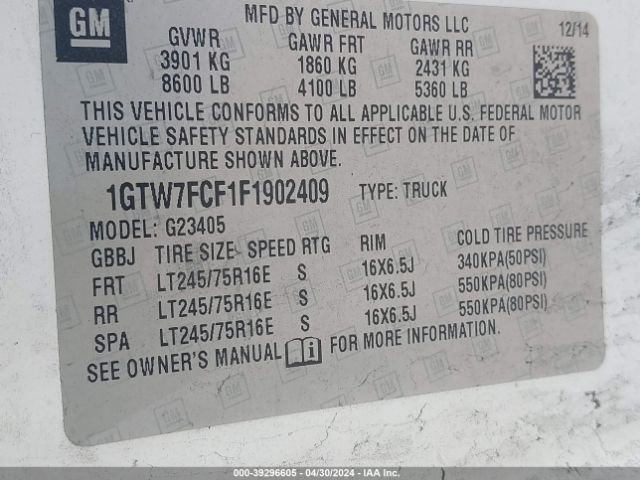 GM
MFD BY GENERAL MOTORS LLC
12/14
GVWR GAWR FRT GAWR RR
3901 KG 1860 KG 2431 KG
8600 LB 4100 LB 5360 LB
THIS VEHICLE CONFORMS TO ALL APPLICABLE U.S. FEDERAL MOTOR
VEHICLE SAFETY STANDARDS IN EFFECT ON THE DATE OF
MANUFACTURE SHOWN ABOVE.
1GTW7FCF1F1902409 TYPE: TRUCK
MODEL: G23405
GBBJ TIRE SIZE SPEED RTG RIM COLD TIRE PRESSURE
FRT LT245/75R16E S 16X6.5J 340KPA(50PSI)
RR LT245/75R16E S 16X6.5J 550KPA(80PSI)
SPA LT245/75R16E S 16X6.5J 550KPA(80PSI)
SEE OWNER'S MANUAL FOR MORE INFORMATION.
000-39296605 - 04/30/2024 - IAA Inc.